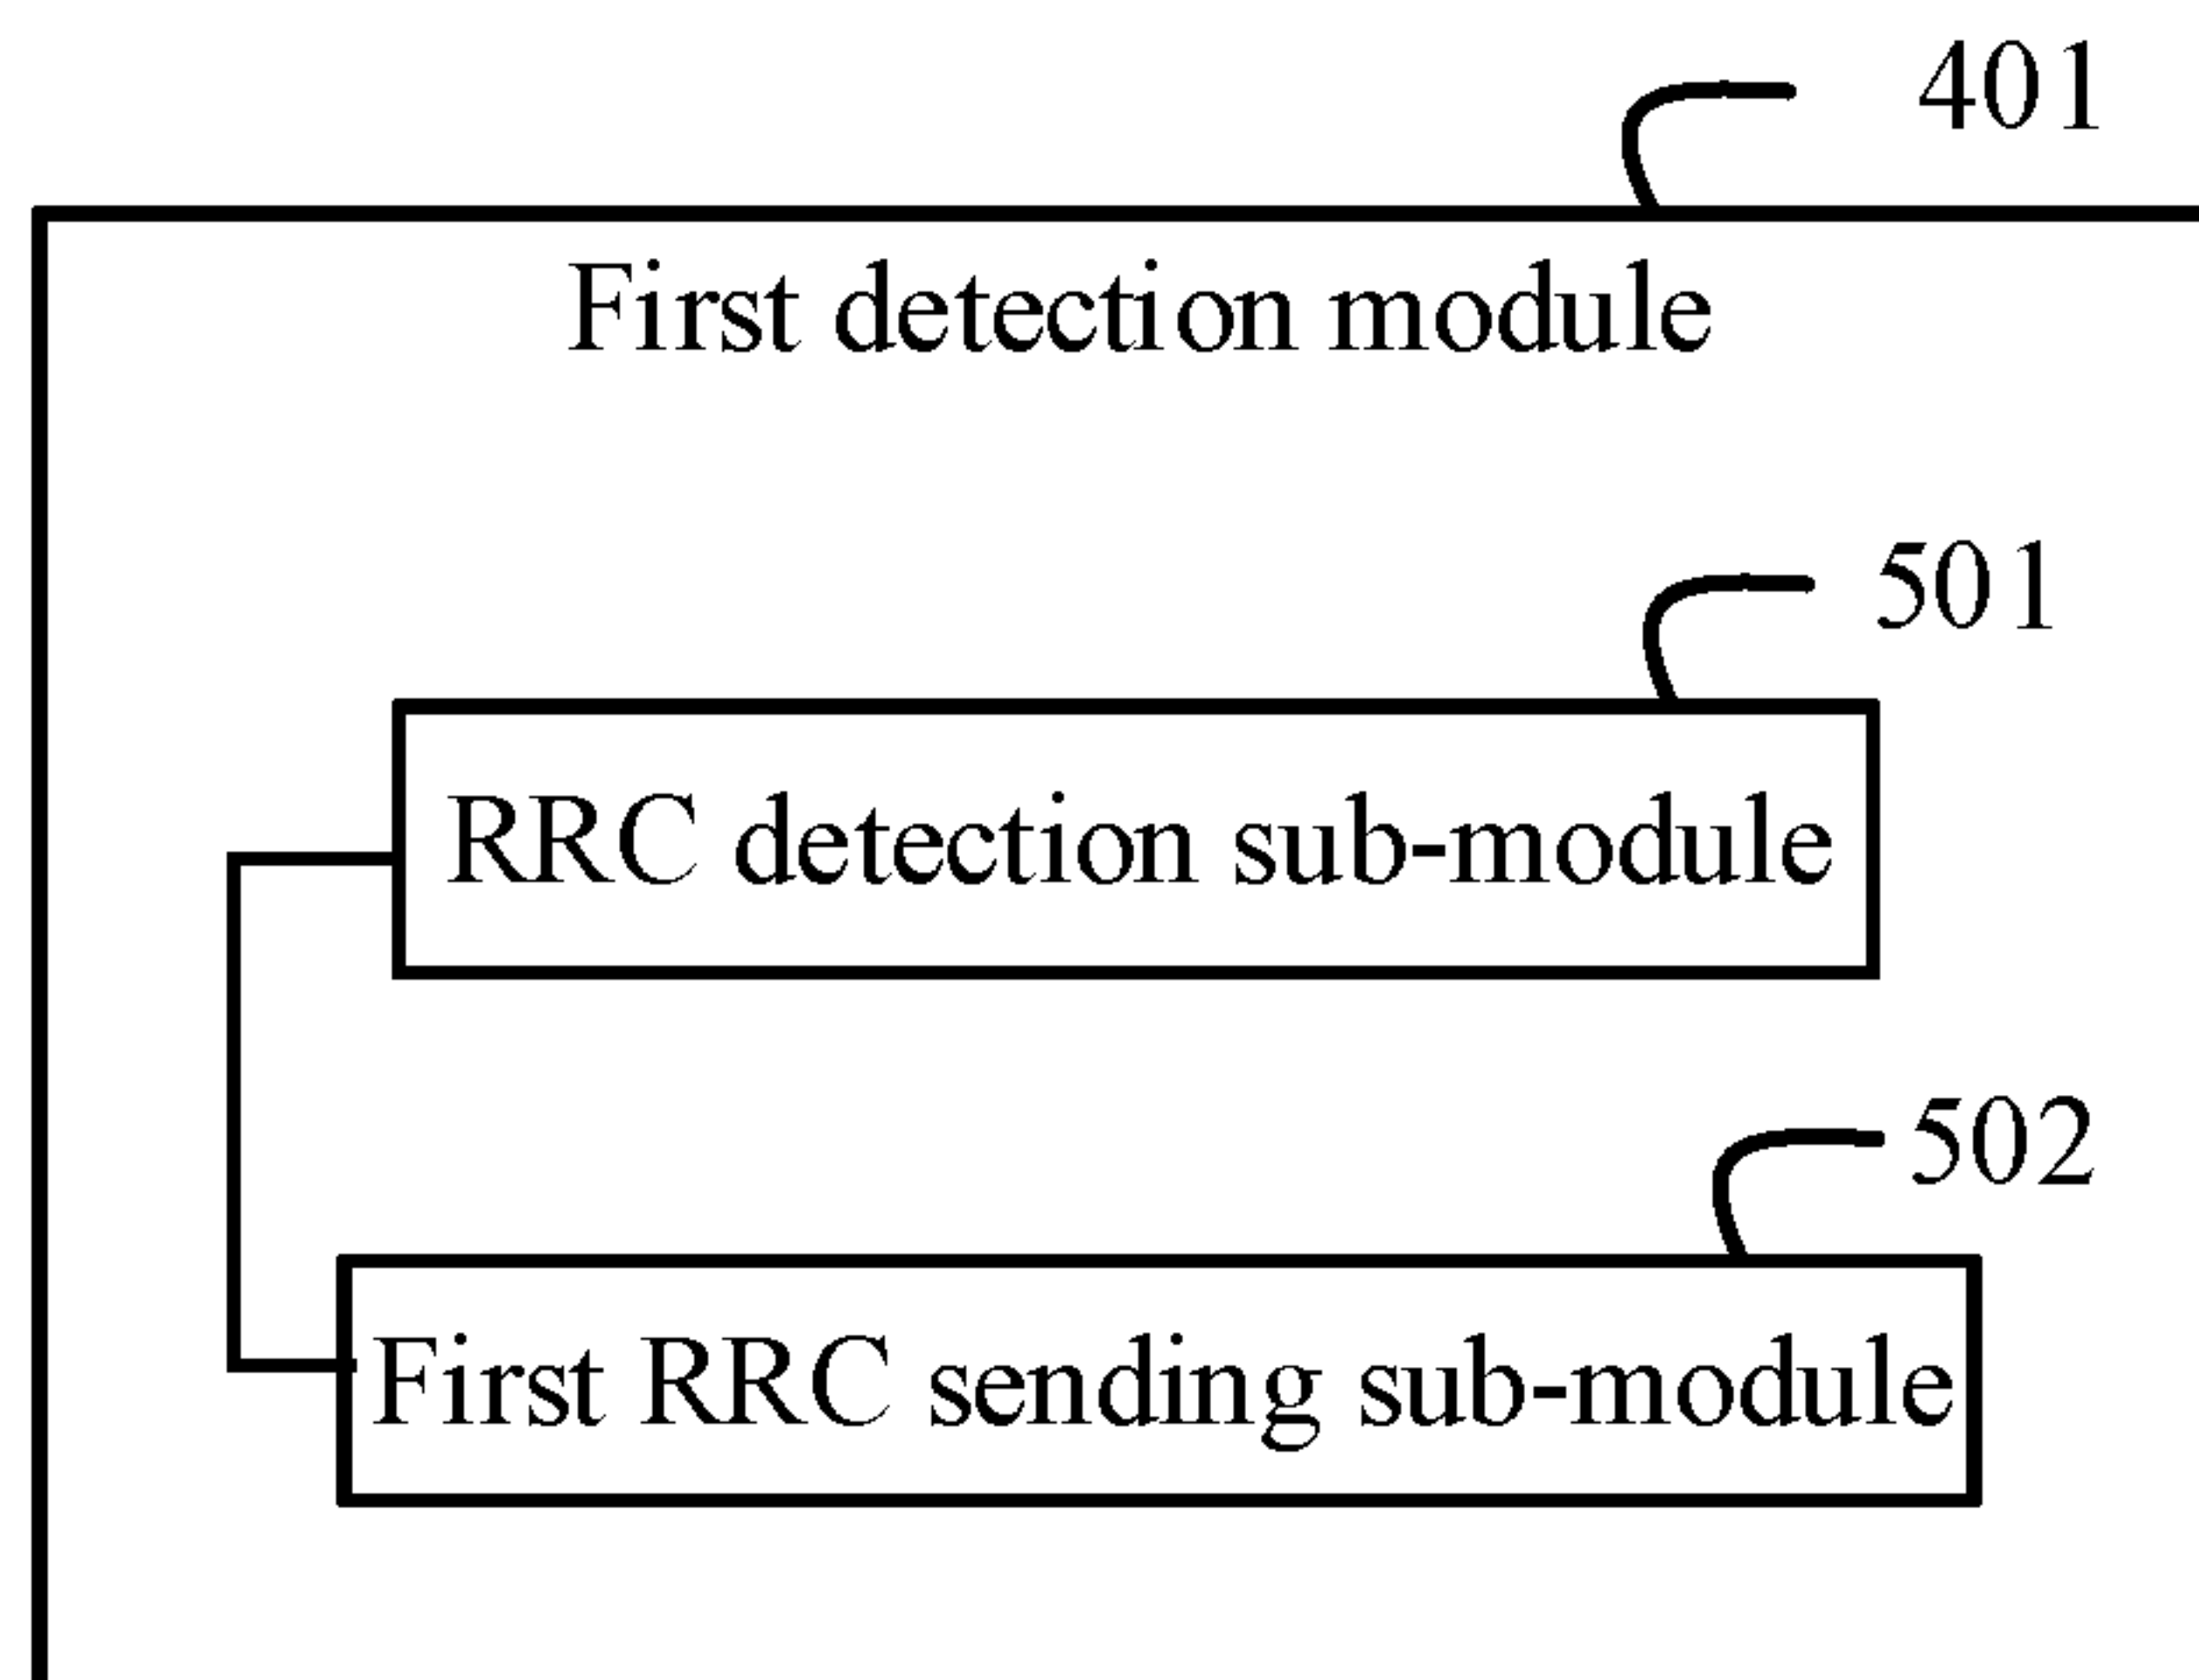 401
First detection module
501
RRC detection sub-module
502
First RRC sending sub-module